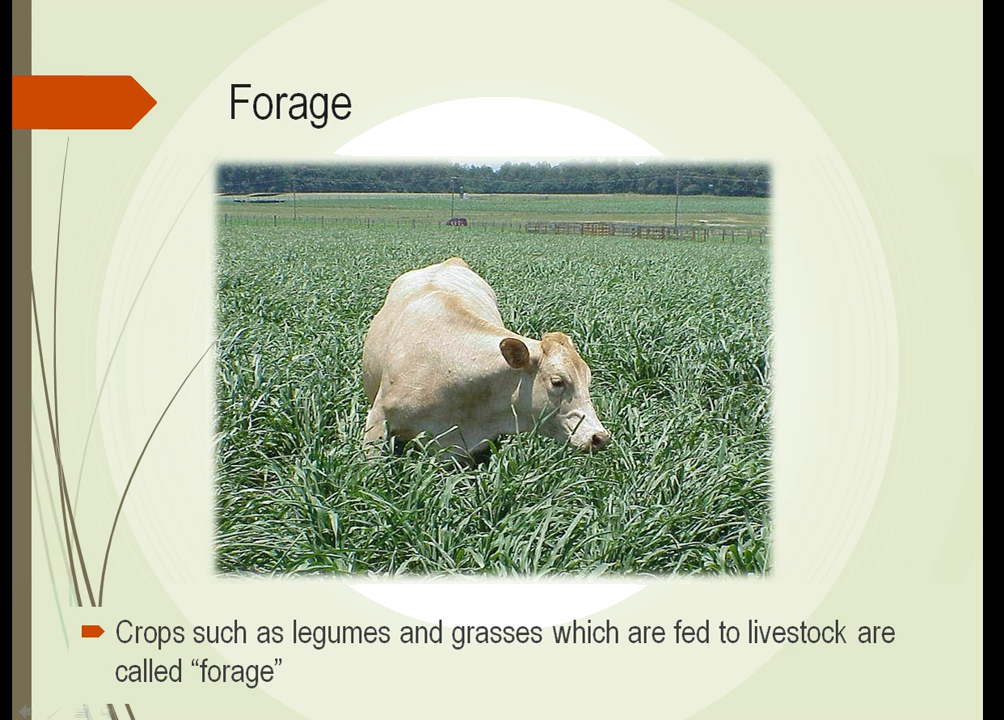 Forage
Crops such as legumes and grasses which are fed to livestock are
called “forage”